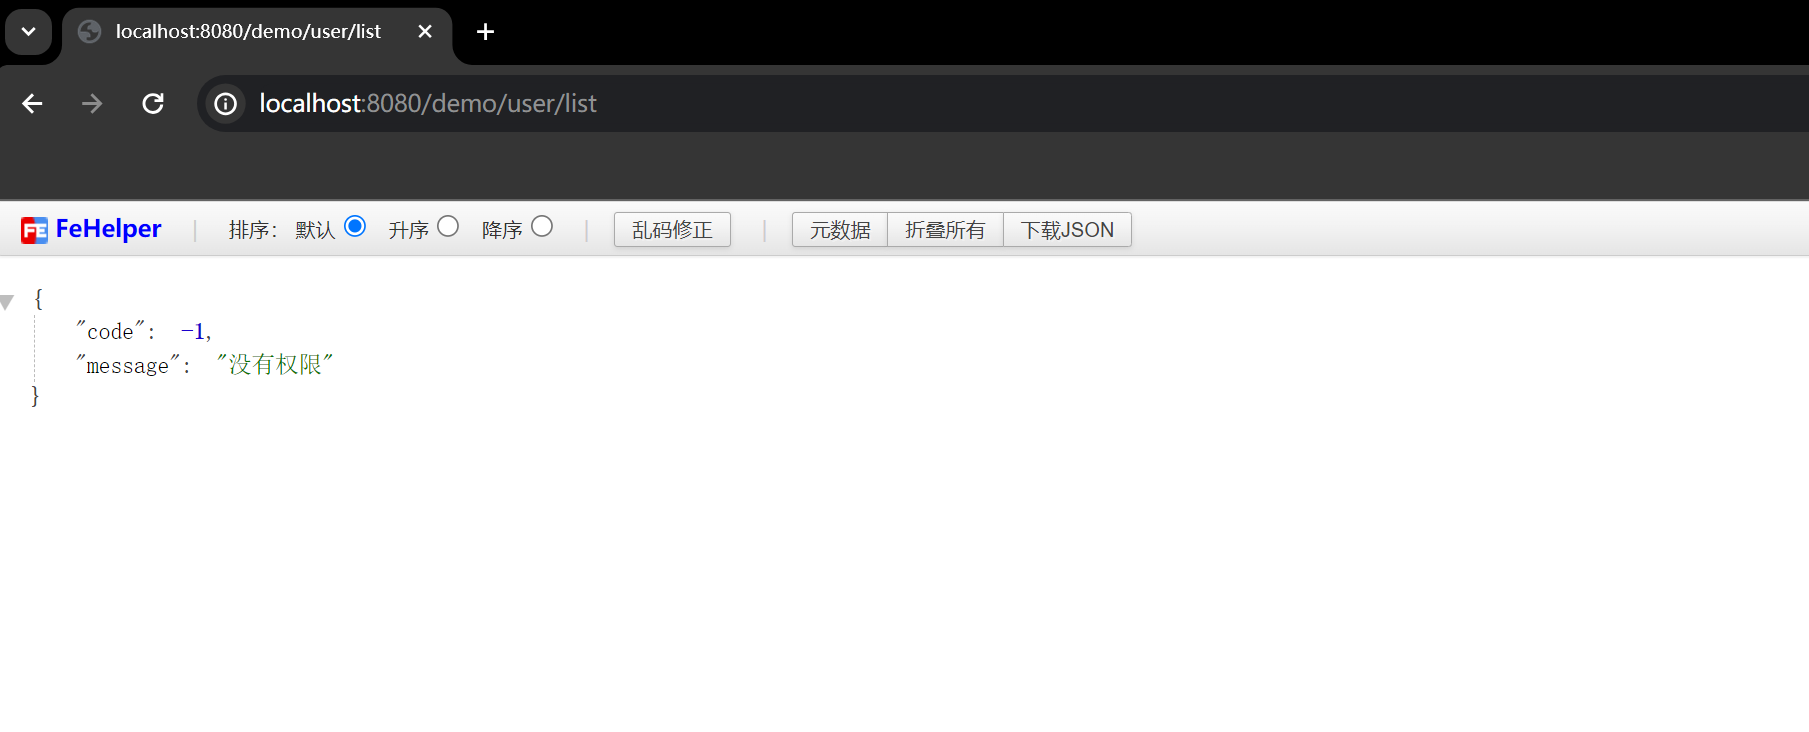 localhost:8080/demo/user/list
localhost:8080/demo/user/list
FeHelper | 排序： 默认 升序 降序 | 乱码修正 | 元数据 折叠所有 下载JSON
{
"code": -1,
"message": "没有权限"
}